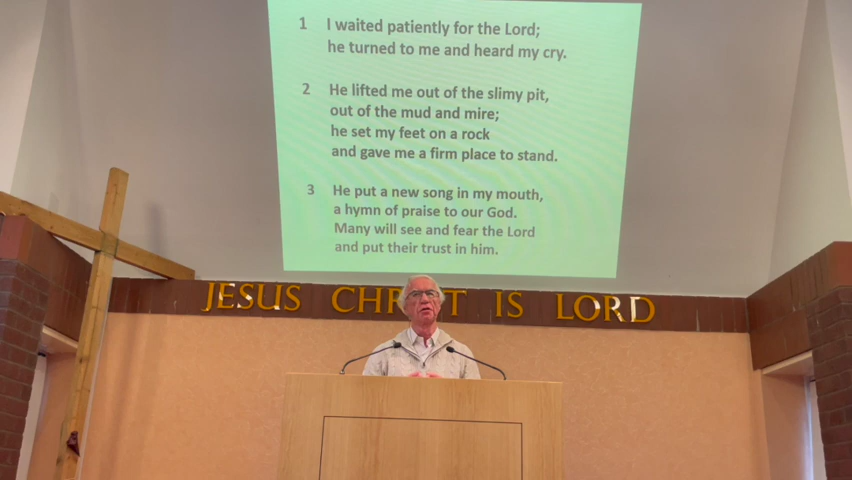 1 I waited patiently for the Lord;
he turned to me and heard my cry.
2 He lifted me out of the slimy pit,
out of the mud and mire;
he set my feet on a rock
and gave me a firm place to stand.
3 He put a new song in my mouth,
a hymn of praise to our God.
Many will see and fear the Lord
and put their trust in him.
JESUS CHRIST IS LORD